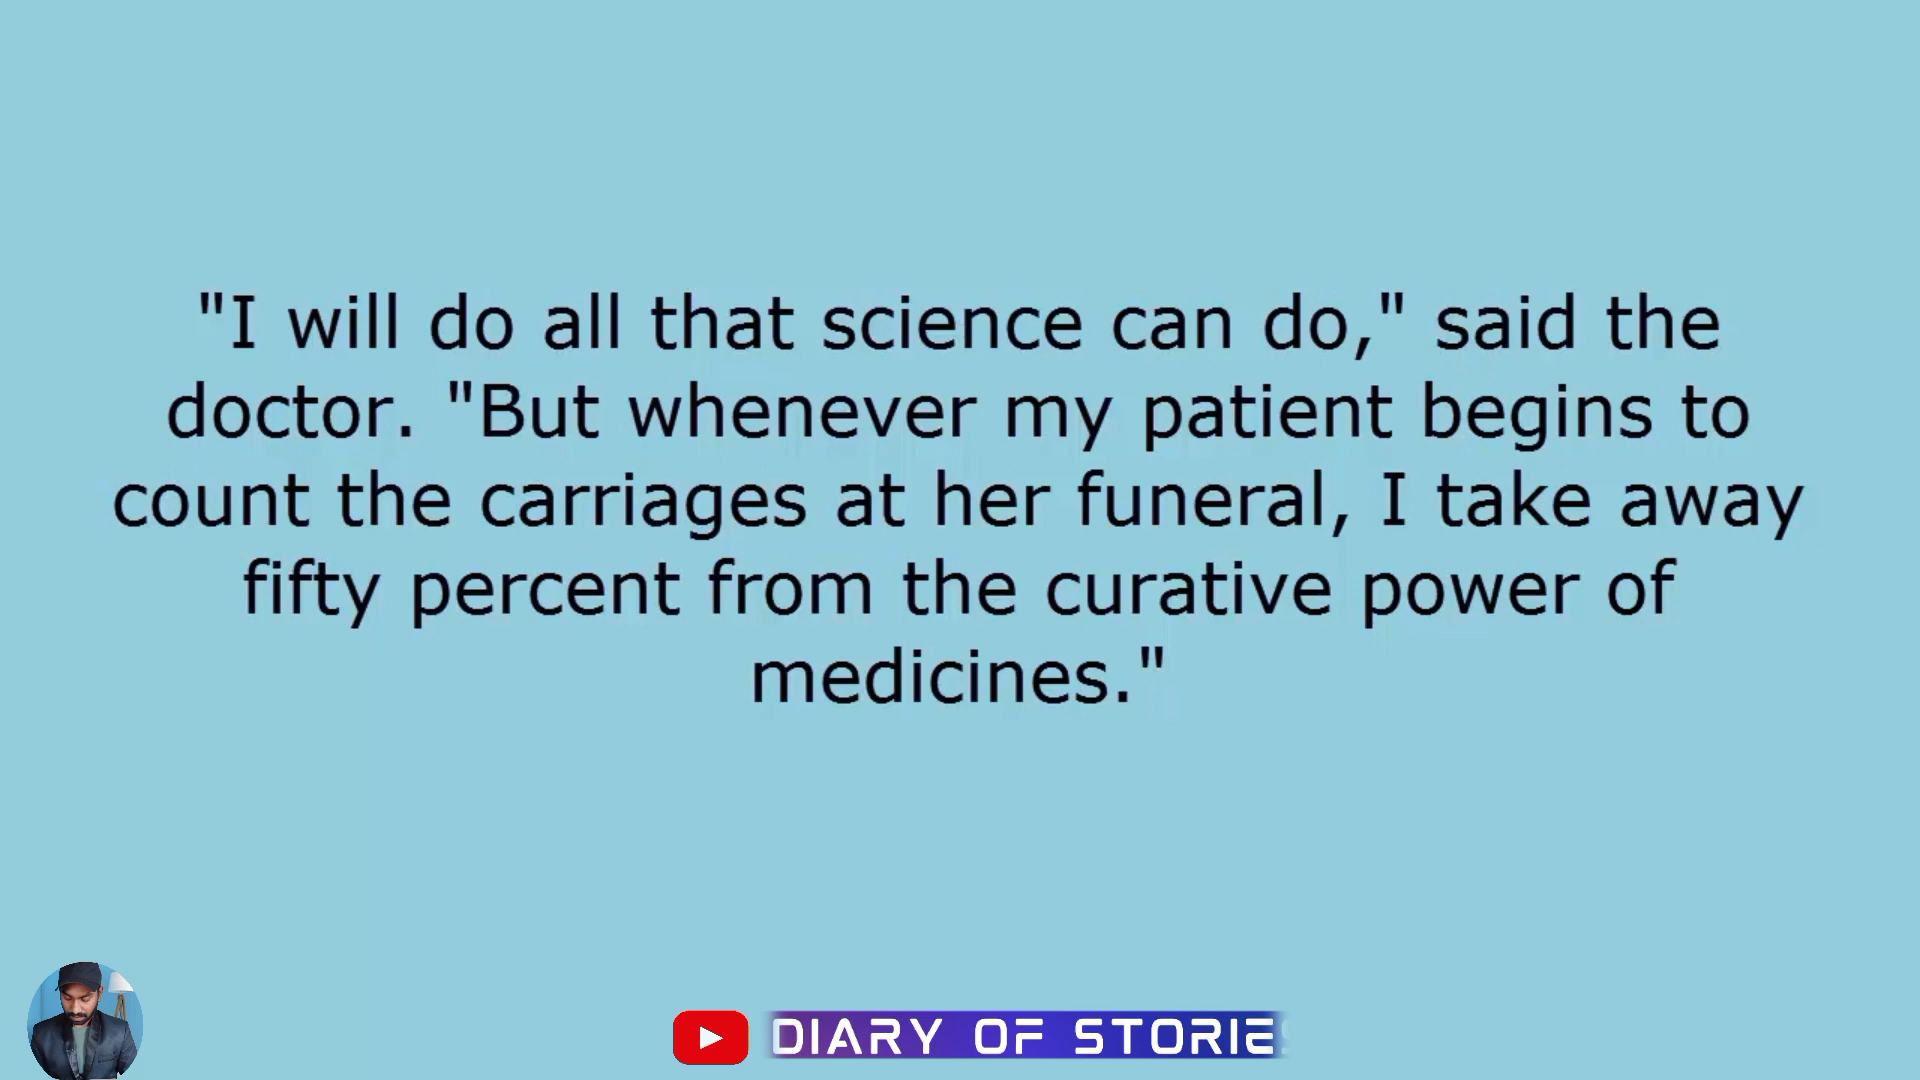 "I will do all that science can do," said the
doctor. "But whenever my patient begins to
count the carriages at her funeral, I take away
fifty percent from the curative power of
medicines."
DIARY OF STORIES